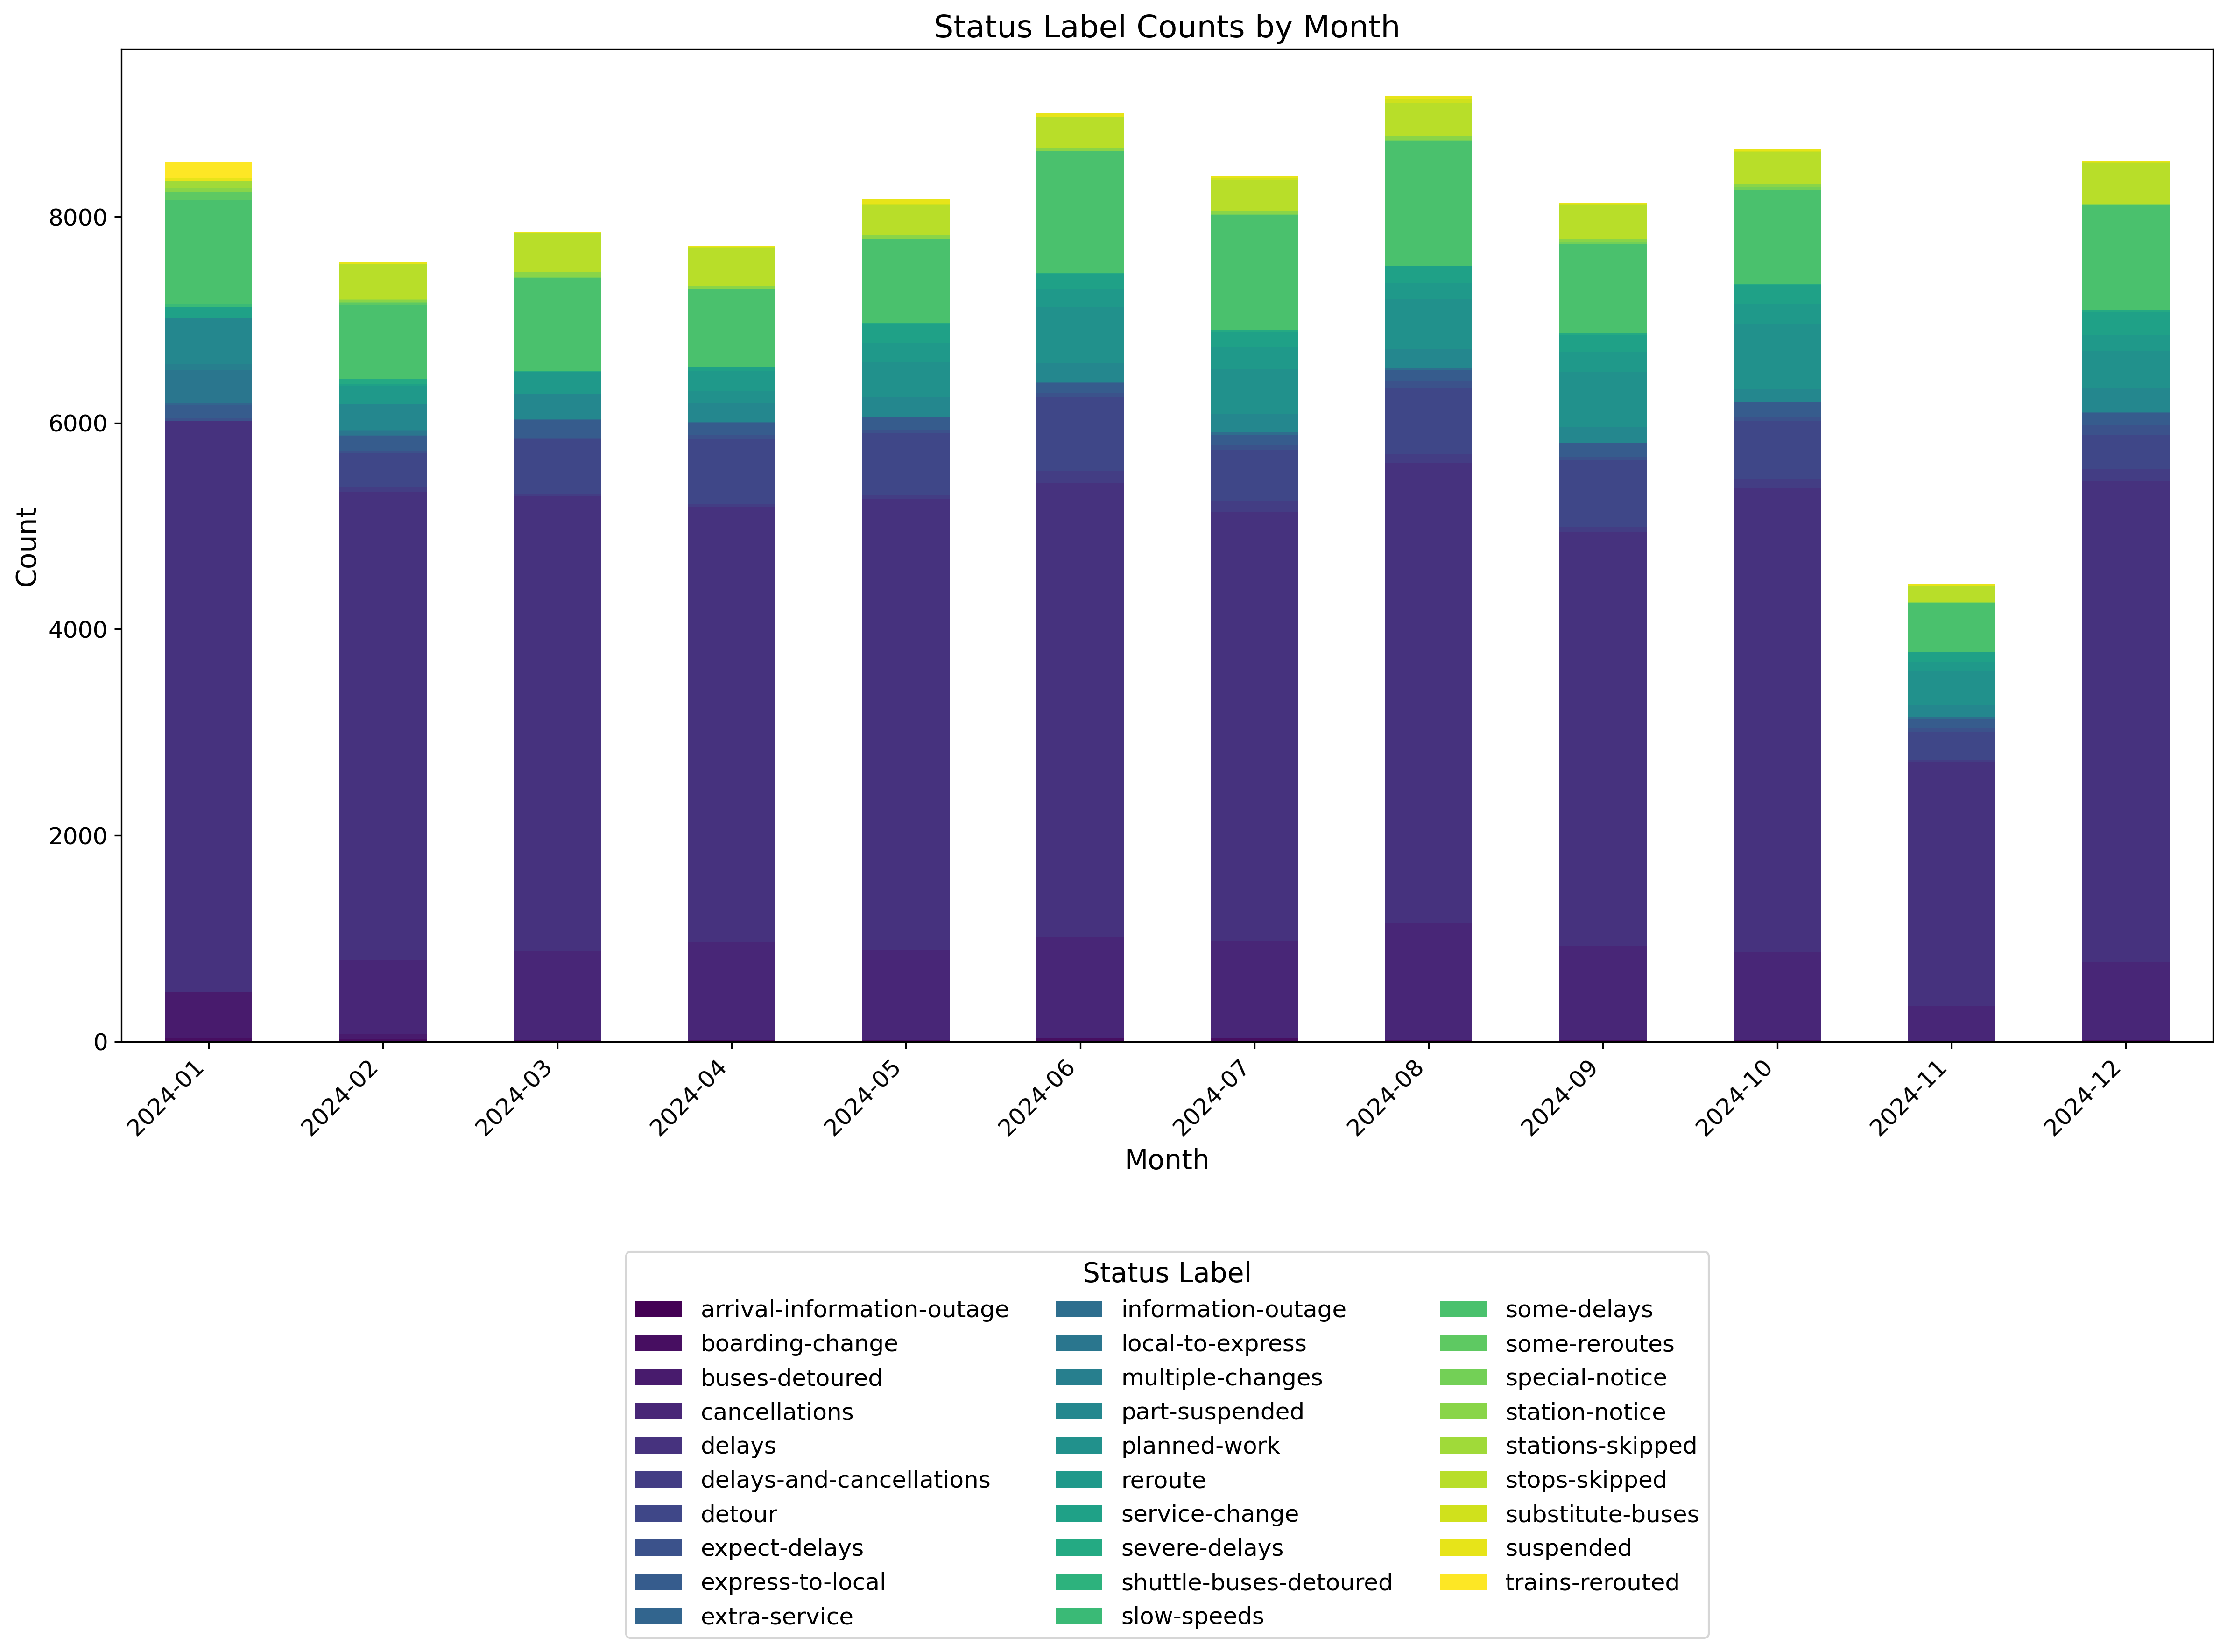 Status Label Counts by Month
Count
8000
6000
4000
2000
0
2024-01
2024-02
2024-03
2024-04
2024-05
2024-06
2024-07
2024-08
2024-09
2024-10
2024-11
2024-12
Month
Status Label
arrival-information-outage
boarding-change
buses-detoured
cancellations
delays
delays-and-cancellations
detour
expect-delays
express-to-local
extra-service
information-outage
local-to-express
multiple-changes
part-suspended
planned-work
reroute
service-change
severe-delays
shuttle-buses-detoured
slow-speeds
some-delays
some-reroutes
special-notice
station-notice
stations-skipped
stops-skipped
substitute-buses
suspended
trains-rerouted